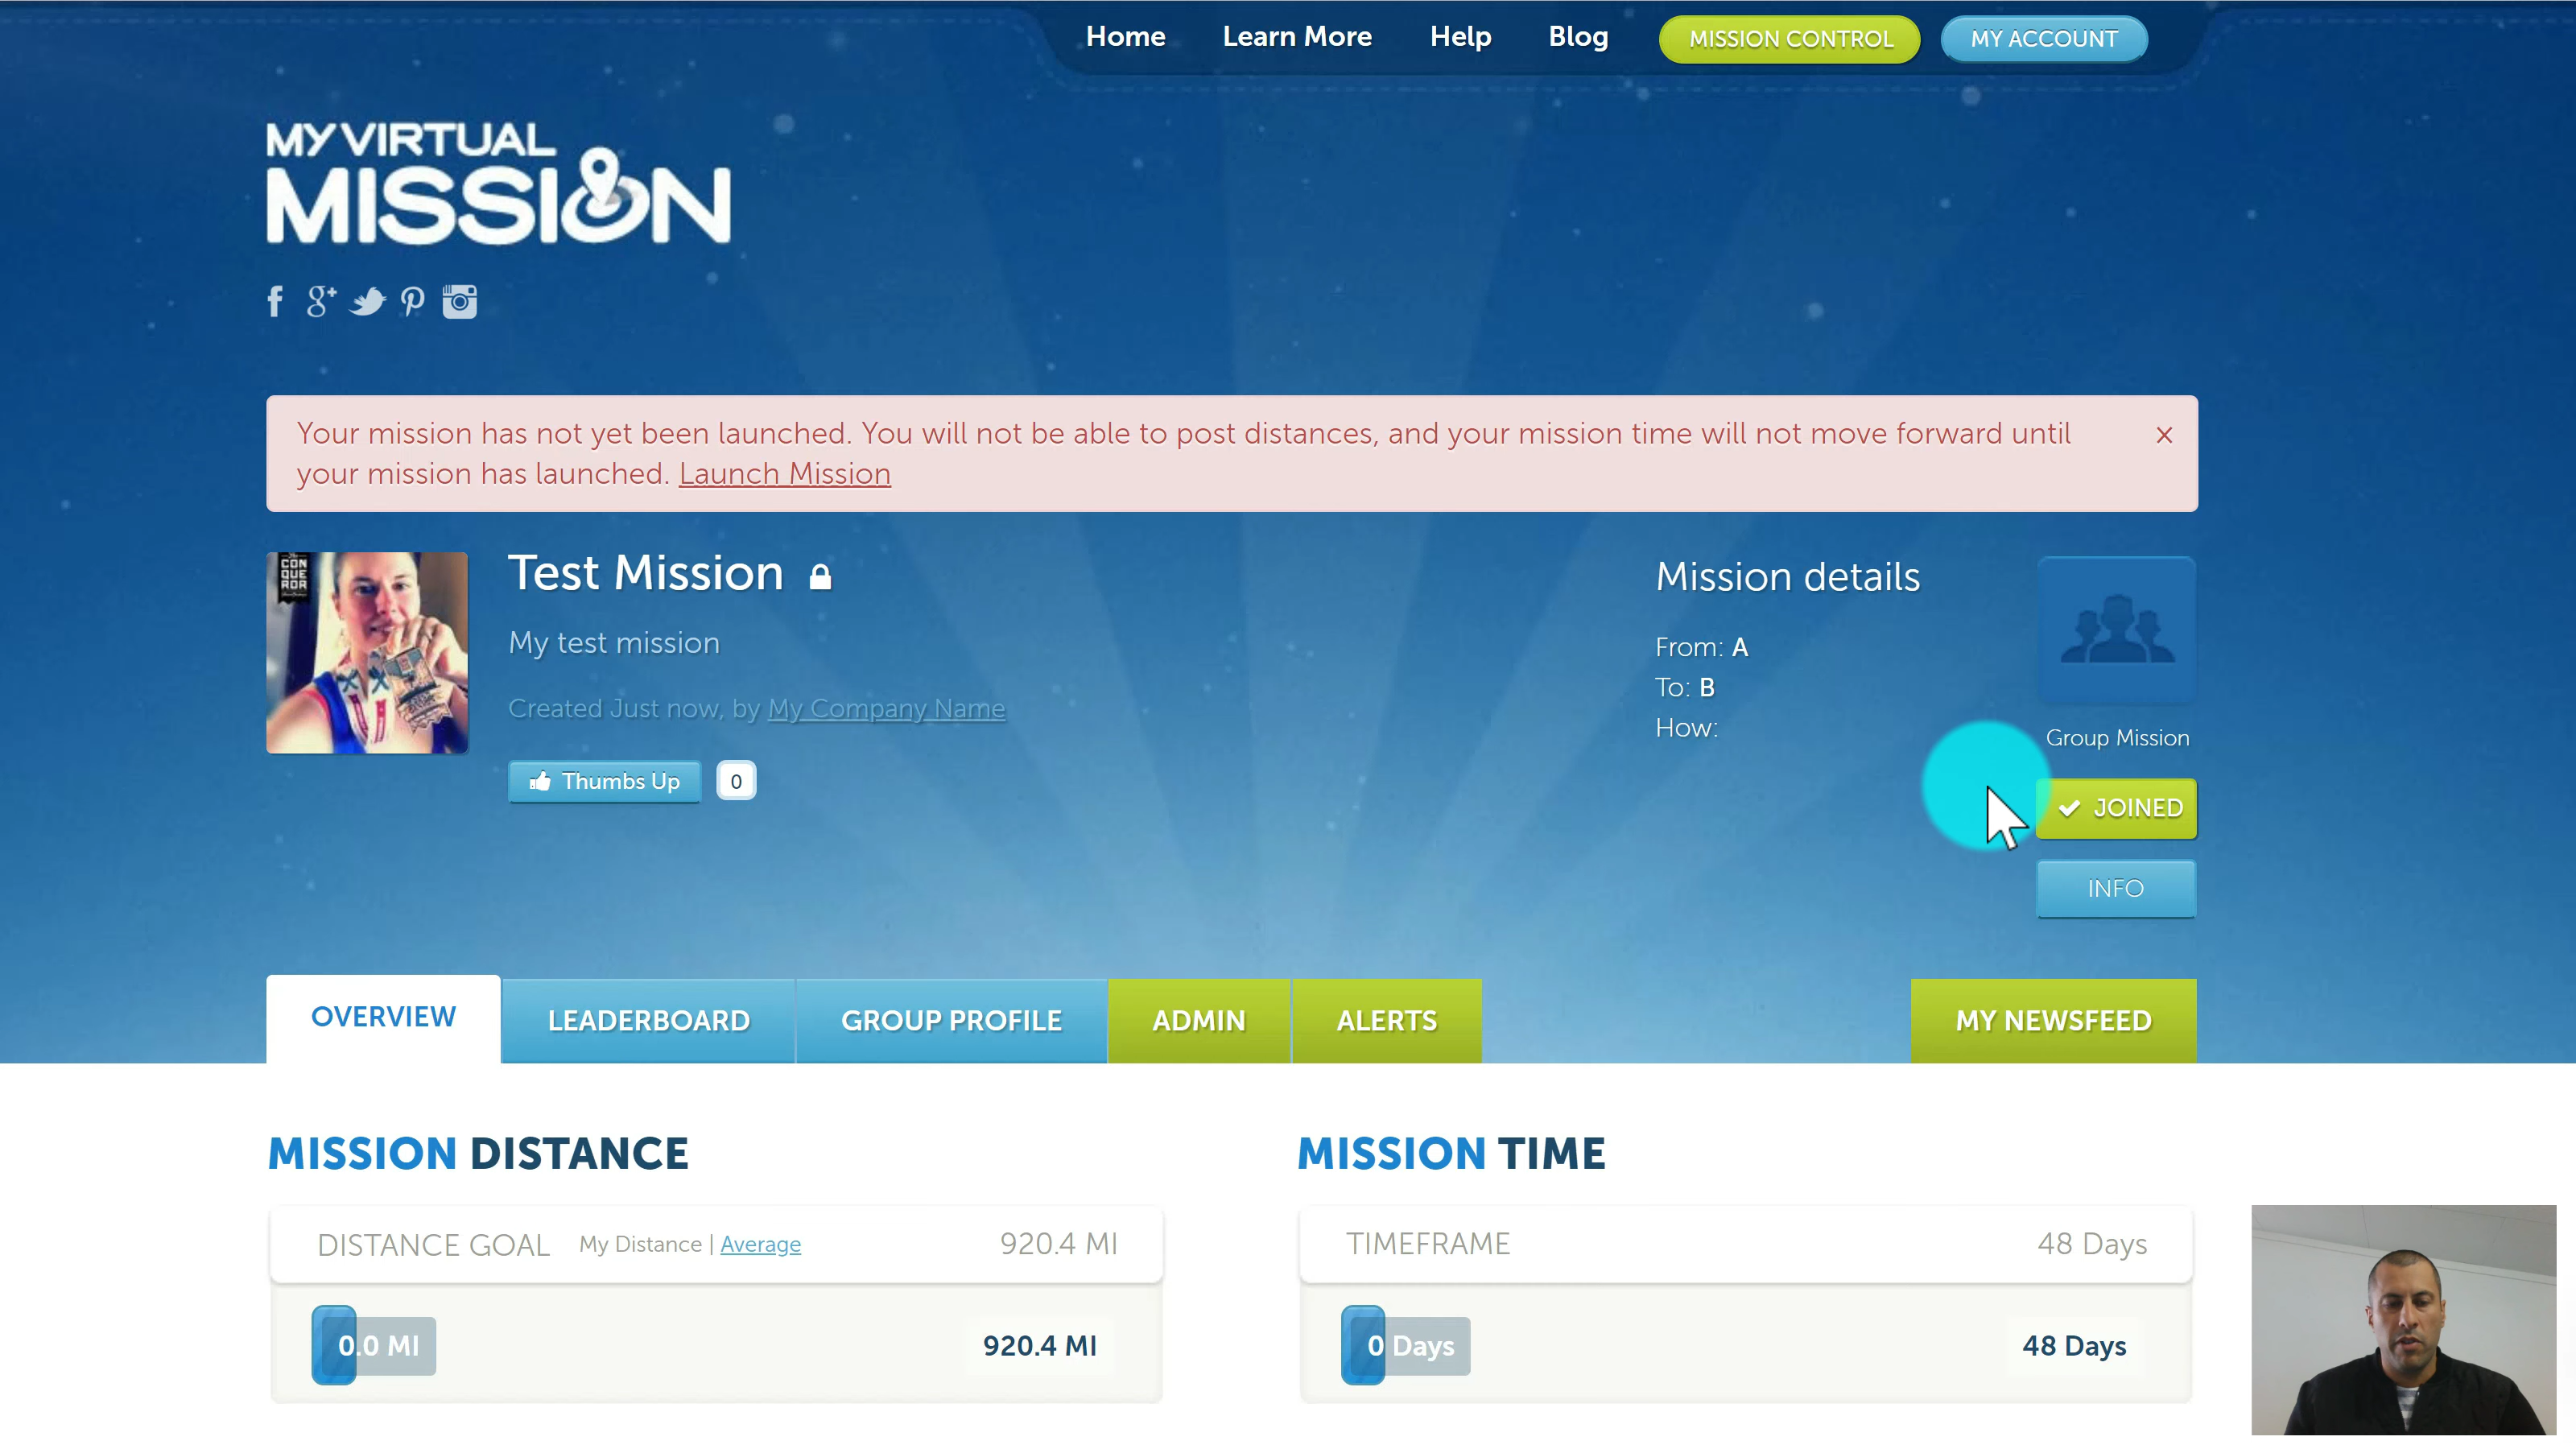 Home Learn More Help Blog MISSION CONTROL MY ACCOUNT
MY VIRTUAL
MISSION
Your mission has not yet been launched. You will not be able to post distances, and your mission time will not move forward until
your mission has launched. Launch Mission
CON
QUE
ROR
Test Mission
My test mission
Created Just now, by My Company Name
Thumbs Up 0
Mission details
From: A
To: B
How:
Group Mission
JOINED
INFO
OVERVIEW LEADERBOARD GROUP PROFILE ADMIN ALERTS MY NEWSFEED
MISSION DISTANCE
DISTANCE GOAL My Distance | Average 920.4 MI
0.0 MI 920.4 MI
MISSION TIME
TIMEFRAME 48 Days
0 Days 48 Days